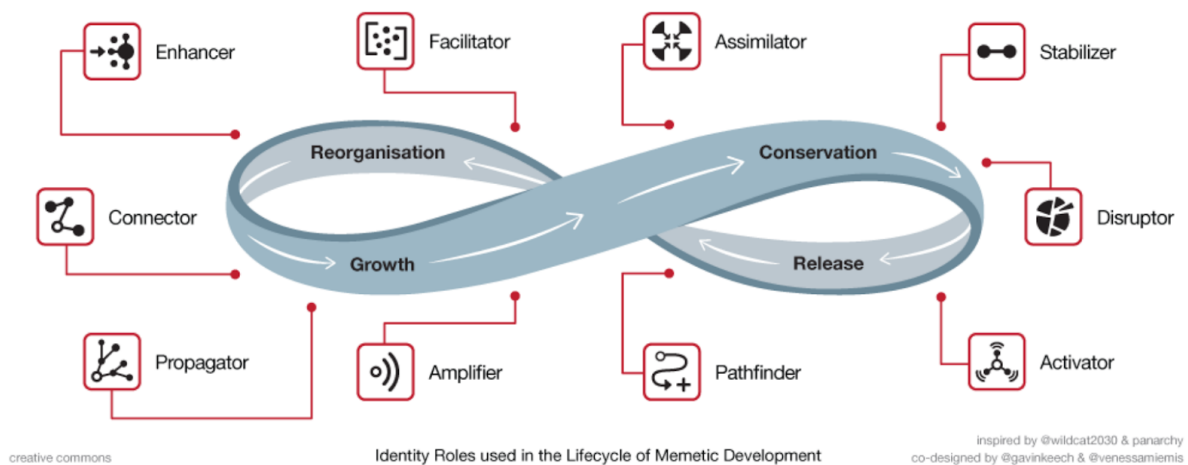 Enhancer
Facilitator
Assimilator
Stabilizer
Reorganisation
Conservation
Connector
Disruptor
Growth
Release
Propagator
Amplifier
Pathfinder
Activator
creative commons
Identity Roles used in the Lifecycle of Memetic Development
inspired by @wildcat2030 & panarchy
co-designed by @gavinkeech & @venessamiemis